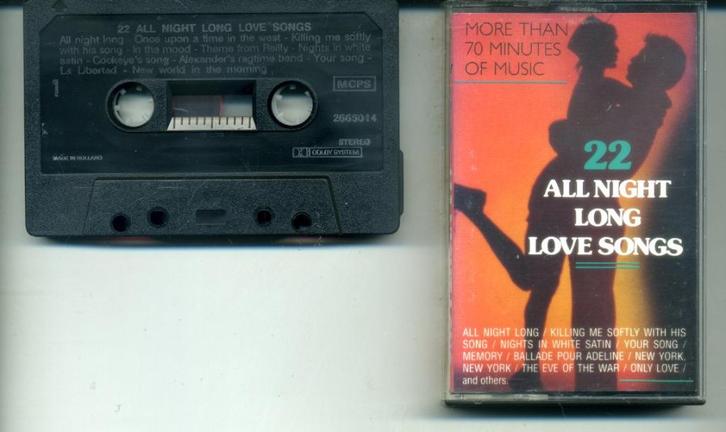 22 ALL NIGHT LONG LOVE SONGS
All night long - Once upon a time in the west - Killing me softly
with his song - In the mood - Theme from Reilly - Nights in white
satin - Cockeye's song - Alexander's ragtime band - Your song -
La Libertad - New world in the morning
MCPS
2665014
STEREO
DOLBY SYSTEM
MADE IN HOLLAND
MORE THAN
70 MINUTES
OF MUSIC
22
ALL NIGHT
LONG
LOVE SONGS
ALL NIGHT LONG / KILLING ME SOFTLY WITH HIS
SONG / NIGHTS IN WHITE SATIN / YOUR SONG /
MEMORY / BALLADE POUR ADELINE / NEW YORK,
NEW YORK / THE EVE OF THE WAR / ONLY LOVE /
and others.